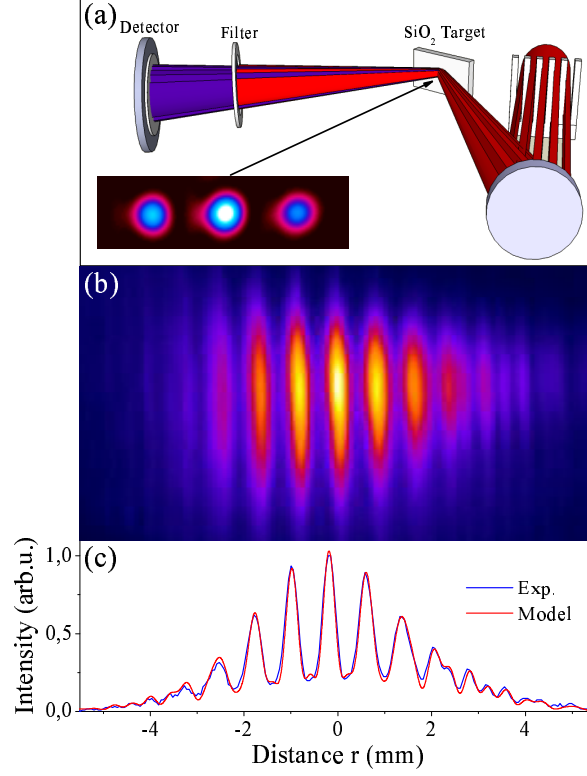 (a)
Detector
Filter
SiO₂ Target
(b)
(c)
1,0
0,5
0,0
Intensity (arb.u.)
Exp.
Model
-4 -2 0 2 4
Distance r (mm)